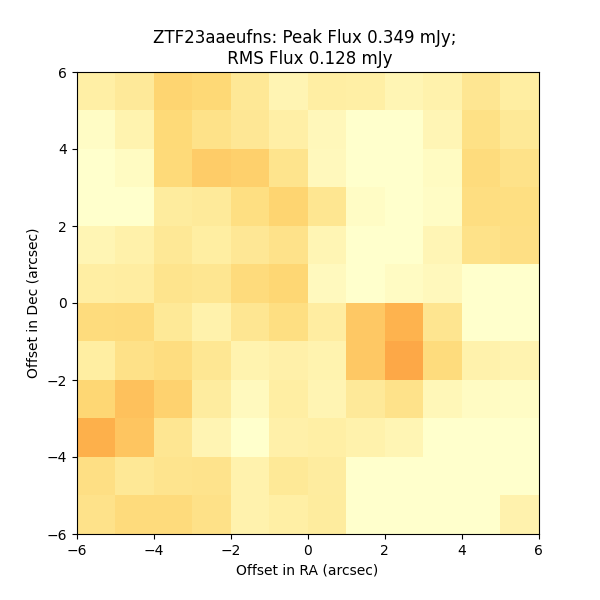 ZTF23aaeufns: Peak Flux 0.349 mJy;
RMS Flux 0.128 mJy
6
4
2
0
−2
−4
−6
Offset in Dec (arcsec)
−6 −4 −2 0 2 4 6
Offset in RA (arcsec)